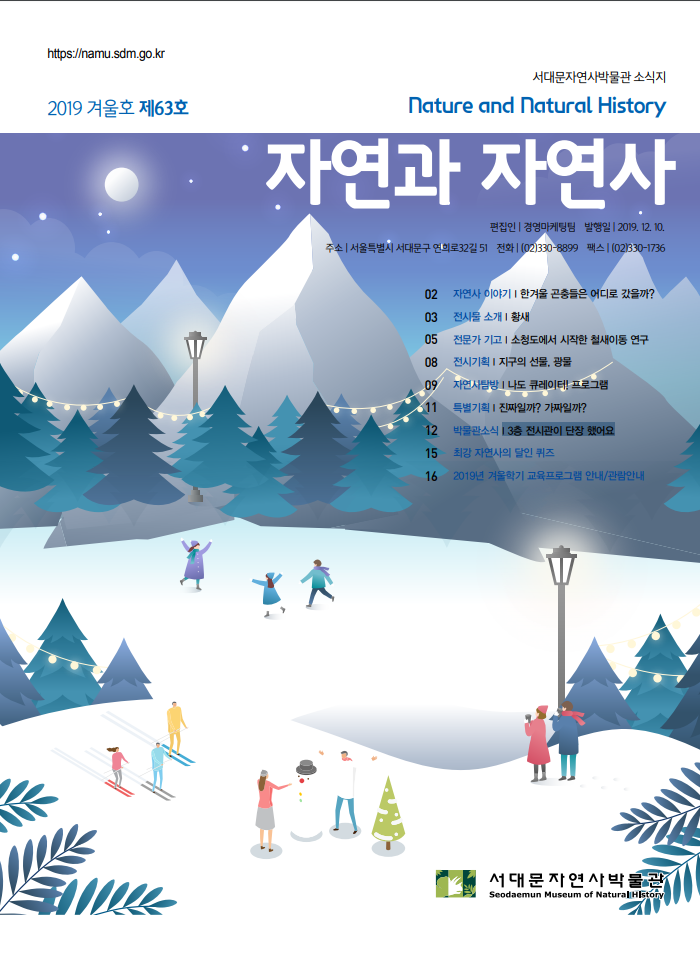 https://namu.sdm.go.kr
서대문자연사박물관 소식지
2019 겨울호 제63호
Nature and Natural History
자연과 자연사
편집인 | 경영마케팅팀 발행일 | 2019. 12. 10.
주소 | 서울특별시 서대문구 연희로32길 51 전화 | (02)330-8899 팩스 | (02)330-1736
02 자연사 이야기 | 한겨울 곤충들은 어디로 갔을까?
03 전시물 소개 | 황새
05 전문가 기고 | 소청도에서 시작한 철새이동 연구
08 전시기획 | 지구의 선물, 광물
09 자연사탐방 | 나도 큐레이터! 프로그램
11 특별기획 | 진짜일까? 가짜일까?
12 박물관소식 | 3층 전시관이 단장 했어요
15 최강 자연사의 달인 퀴즈
16 2019년 겨울학기 교육프로그램 안내/관람안내
서대문자연사박물관
Seodaemun Museum of Natural History